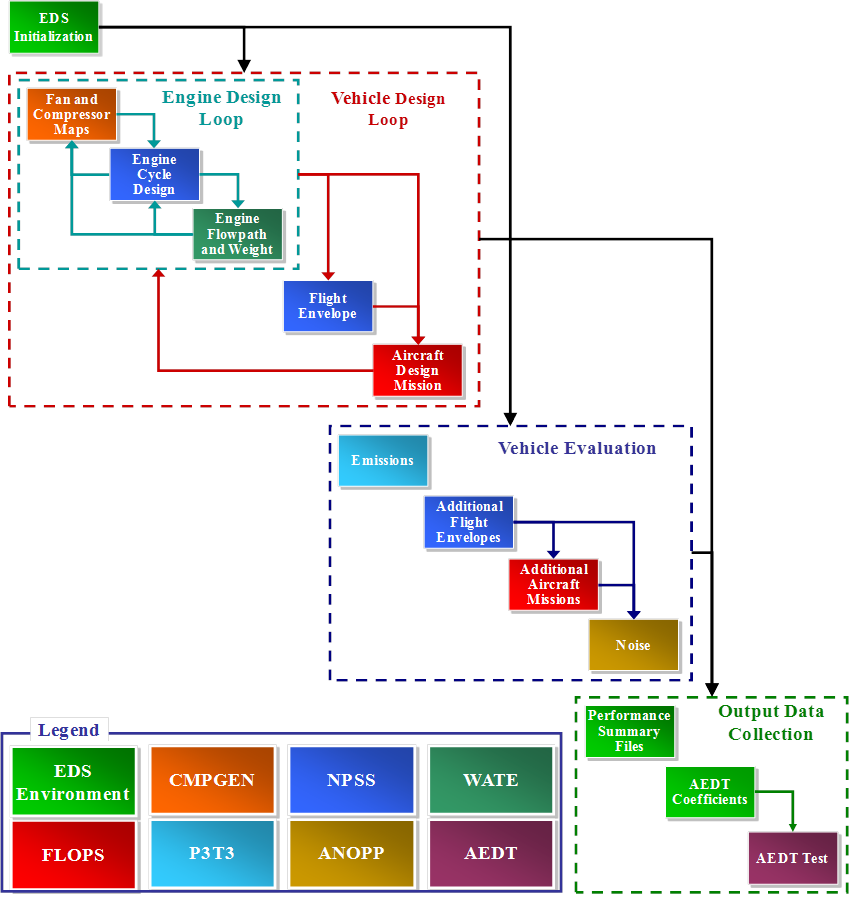 EDS
Initialization
Engine Design
Loop
Vehicle Design
Loop
Fan and
Compressor
Maps
Engine
Cycle
Design
Engine
Flowpath
and Weight
Flight
Envelope
Aircraft
Design
Mission
Vehicle Evaluation
Emissions
Additional
Flight
Envelopes
Additional
Aircraft
Missions
Noise
Output Data
Collection
Performance
Summary
Files
AEDT
Coefficients
AEDT Test
Legend
EDS
Environment
CMPGEN
NPSS
WATE
FLOPS
P3T3
ANOPP
AEDT